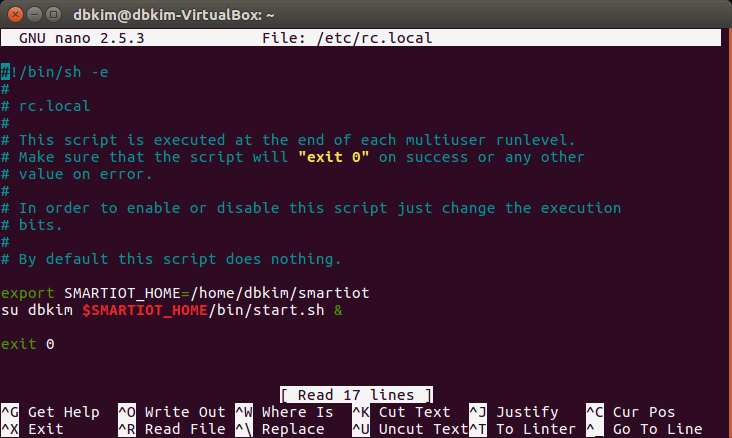 dbkim@dbkim-VirtualBox: ~
GNU nano 2.5.3 File: /etc/rc.local
#!/bin/sh -e
#
# rc.local
#
# This script is executed at the end of each multiuser runlevel.
# Make sure that the script will "exit 0" on success or any other
# value on error.
#
# In order to enable or disable this script just change the execution
# bits.
#
# By default this script does nothing.
export SMARTIOT_HOME=/home/dbkim/smartiot
su dbkim $SMARTIOT_HOME/bin/start.sh &
exit 0
[ Read 17 lines ]
^G Get Help ^O Write Out ^W Where Is ^K Cut Text ^J Justify ^C Cur Pos
^X Exit ^R Read File ^\ Replace ^U Uncut Text ^T To Linter ^_ Go To Line